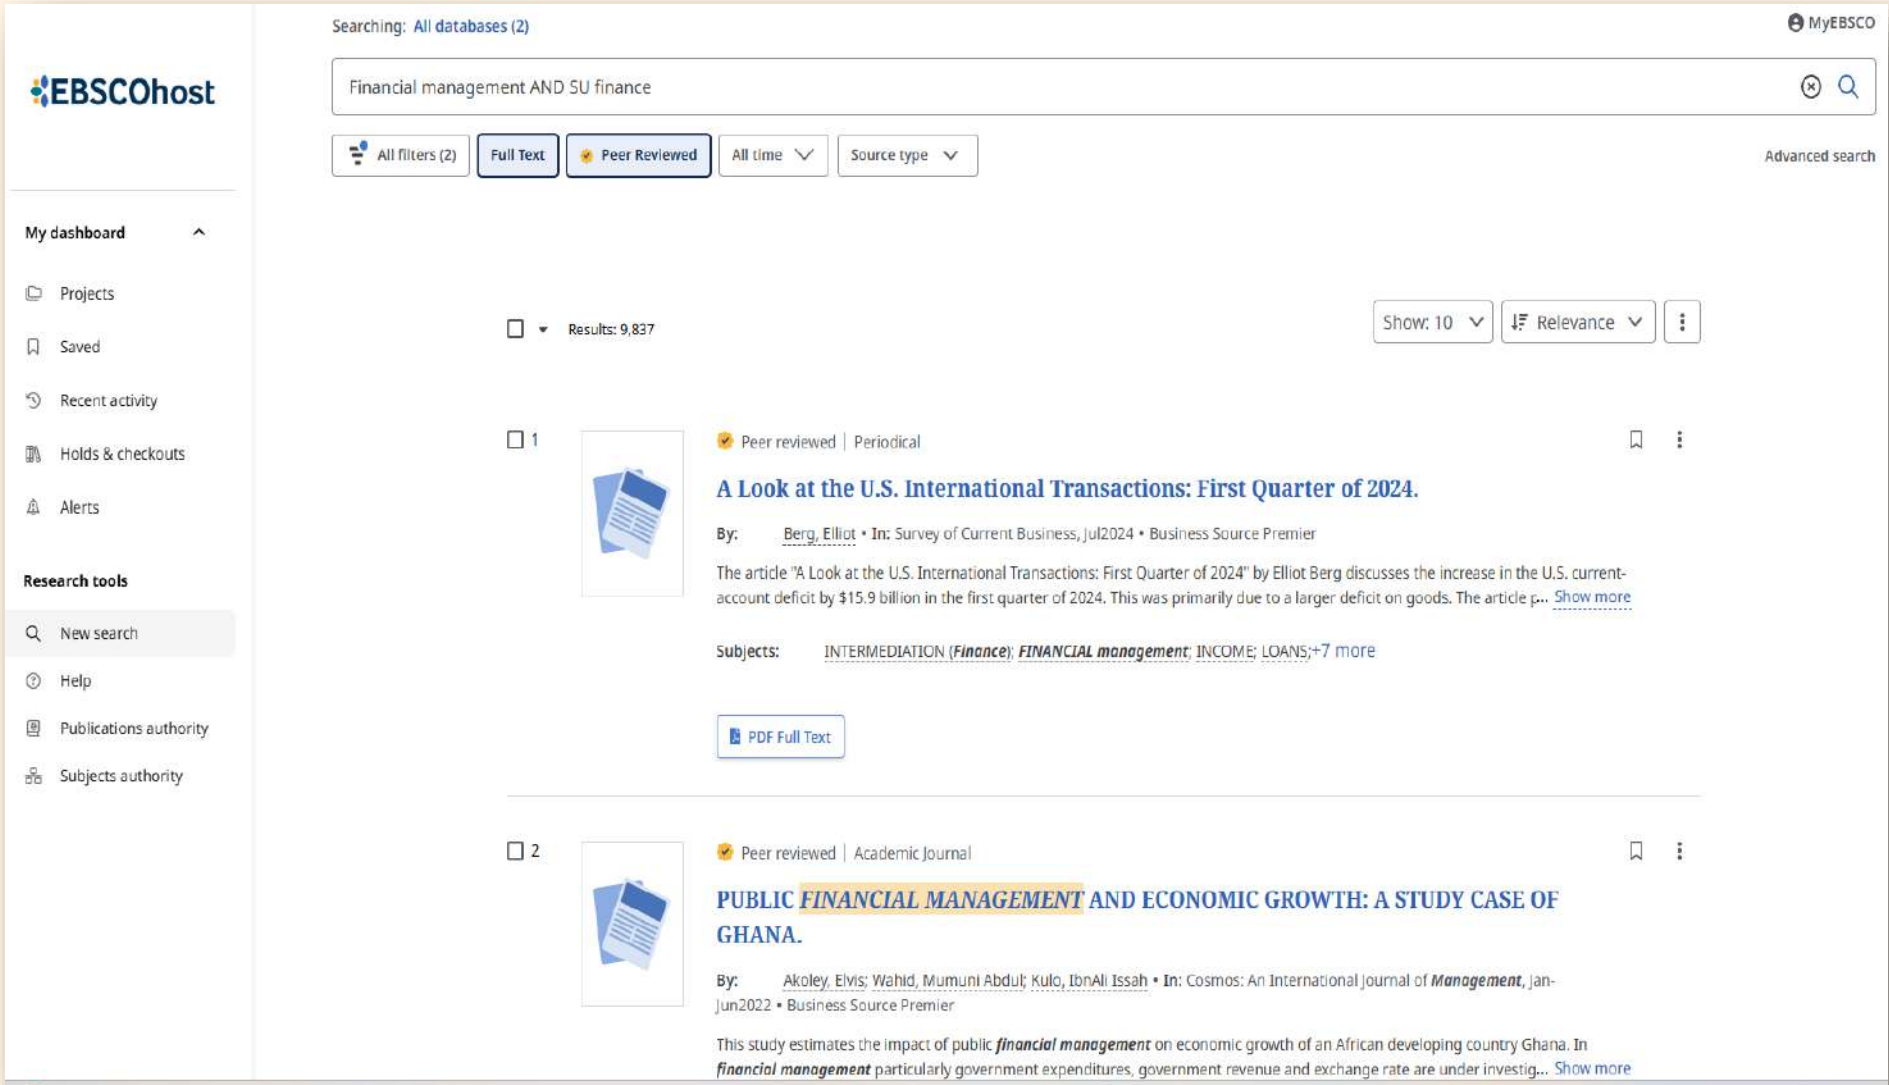 Searching: All databases (2)
MyEBSCO
EBSCOhost
Financial management AND SU finance
All filters (2)
Full Text
Peer Reviewed
All time
Source type
Advanced search
My dashboard
Projects
Saved
Recent activity
Holds & checkouts
Alerts
Research tools
New search
Help
Publications authority
Subjects authority
Results: 9,837
Show: 10
Relevance
1
Peer reviewed | Periodical
A Look at the U.S. International Transactions: First Quarter of 2024.
By: Berg, Elliot • In: Survey of Current Business, Jul2024 • Business Source Premier
The article "A Look at the U.S. International Transactions: First Quarter of 2024" by Elliot Berg discusses the increase in the U.S. current-
account deficit by $15.9 billion in the first quarter of 2024. This was primarily due to a larger deficit on goods. The article p... Show more
Subjects: INTERMEDIATION (Finance); FINANCIAL management; INCOME; LOANS;+7 more
PDF Full Text
2
Peer reviewed | Academic Journal
PUBLIC FINANCIAL MANAGEMENT AND ECONOMIC GROWTH: A STUDY CASE OF
GHANA.
By: Akoley, Elvis; Wahid, Mumuni Abdul; Kulo, IbnAli Issah • In: Cosmos: An International Journal of Management, Jan-
Jun2022 • Business Source Premier
This study estimates the impact of public financial management on economic growth of an African developing country Ghana. In
financial management particularly government expenditures, government revenue and exchange rate are under investig... Show more